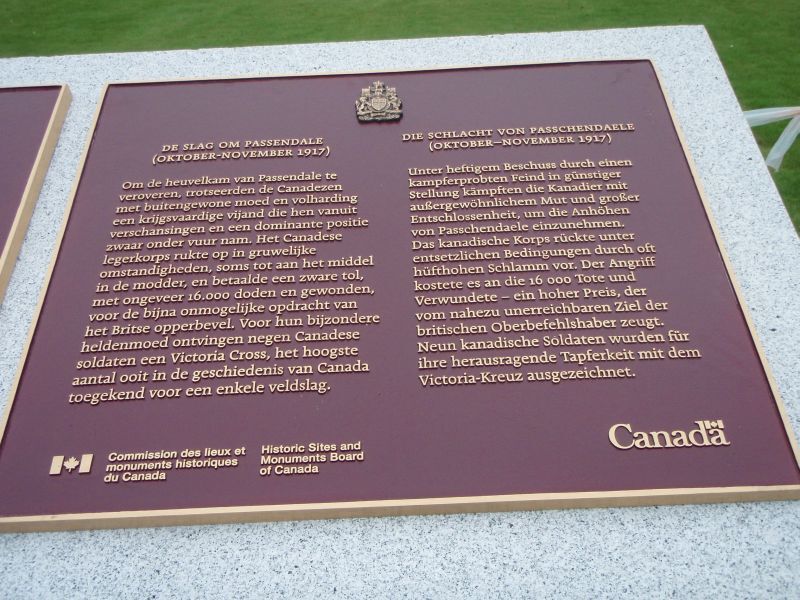 DE SLAG OM PASSENDALE
(OKTOBER-NOVEMBER 1917)
Om de heuvelkam van Passendale te
veroveren, trotseerden de Canadezen
met buitengewone moed en volharding
een krijgsvaardige vijand die hen vanuit
verschansingen en een dominante positie
zwaar onder vuur nam. Het Canadese
legerkorps rukte op in gruwelijke
omstandigheden, soms tot aan het middel
in de modder, en betaalde een zware tol,
met ongeveer 16.000 doden en gewonden,
voor de bijna onmogelijke opdracht van
het Britse opperbevel. Voor hun bijzondere
heldenmoed ontvingen negen Canadese
soldaten een Victoria Cross, het hoogste
aantal ooit in de geschiedenis van Canada
toegekend voor een enkele veldslag.
DIE SCHLACHT VON PASSCHENDAELE
(OKTOBER—NOVEMBER 1917)
Unter heftigem Beschuss durch einen
kampferprobten Feind in günstiger
Stellung kämpften die Kanadier mit
außergewöhnlichem Mut und großer
Entschlossenheit, um die Anhöhen
von Passchendaele einzunehmen.
Das kanadische Korps rückte unter
entsetzlichen Bedingungen durch oft
hüfthohen Schlamm vor. Der Angriff
kostete es an die 16 000 Tote und
Verwundete – ein hoher Preis, der
vom nahezu unerreichbaren Ziel der
britischen Oberbefehlshaber zeugt.
Neun kanadische Soldaten wurden für
ihre herausragende Tapferkeit mit dem
Victoria-Kreuz ausgezeichnet.
Commission des lieux et
monuments historiques
du Canada
Historic Sites and
Monuments Board
of Canada
Canada